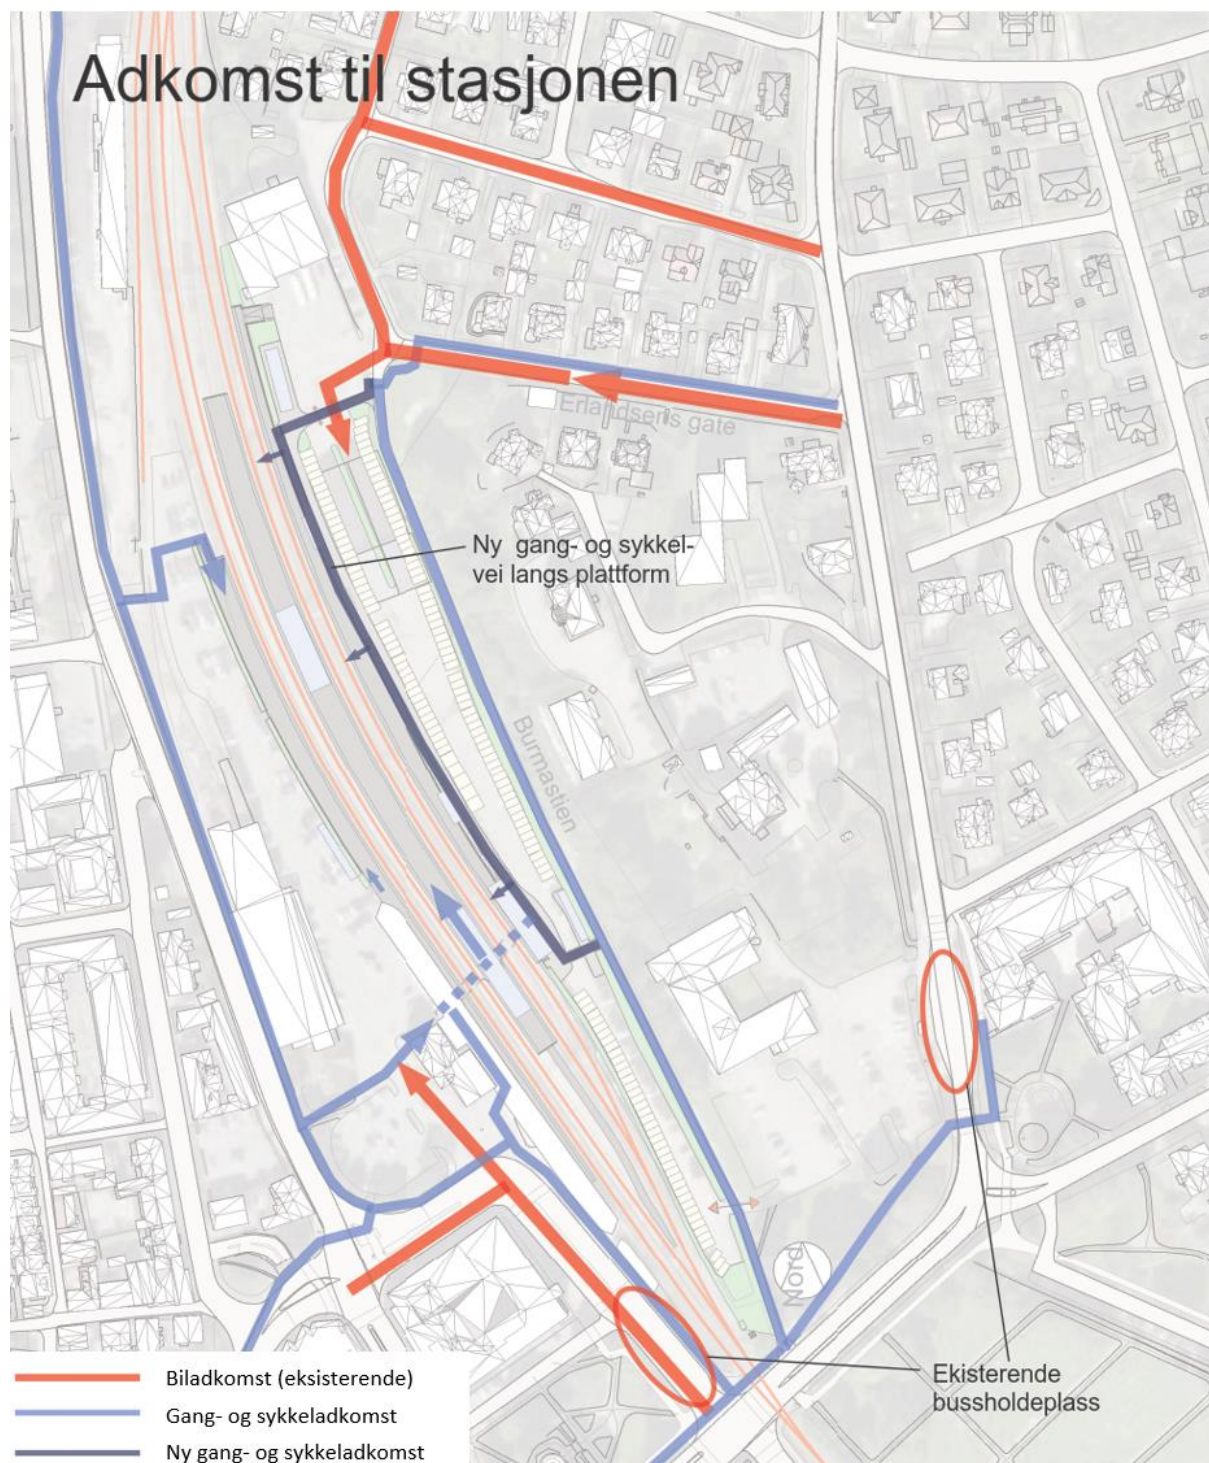 Adkomst til stasjonen
Erlandsens gate
Ny gang- og sykkel-
vei langs plattform
Burmastien
Nord
Ekisterende
bussholdeplass
Biladkomst (eksisterende)
Gang- og sykkeladkomst
Ny gang- og sykkeladkomst